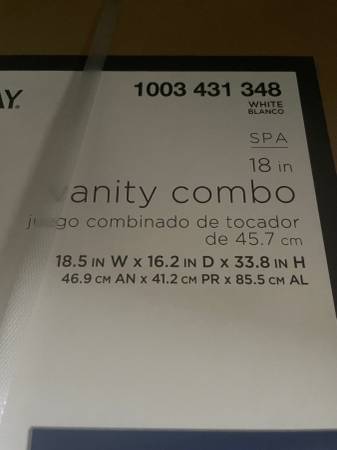 AY.
1003 431 348
WHITE
BLANCO
SPA
18 in
vanity combo
juego combinado de tocador
de 45.7 cm
18.5 IN W x 16.2 IN D x 33.8 IN H
46.9 CM AN x 41.2 CM PR x 85.5 CM AL